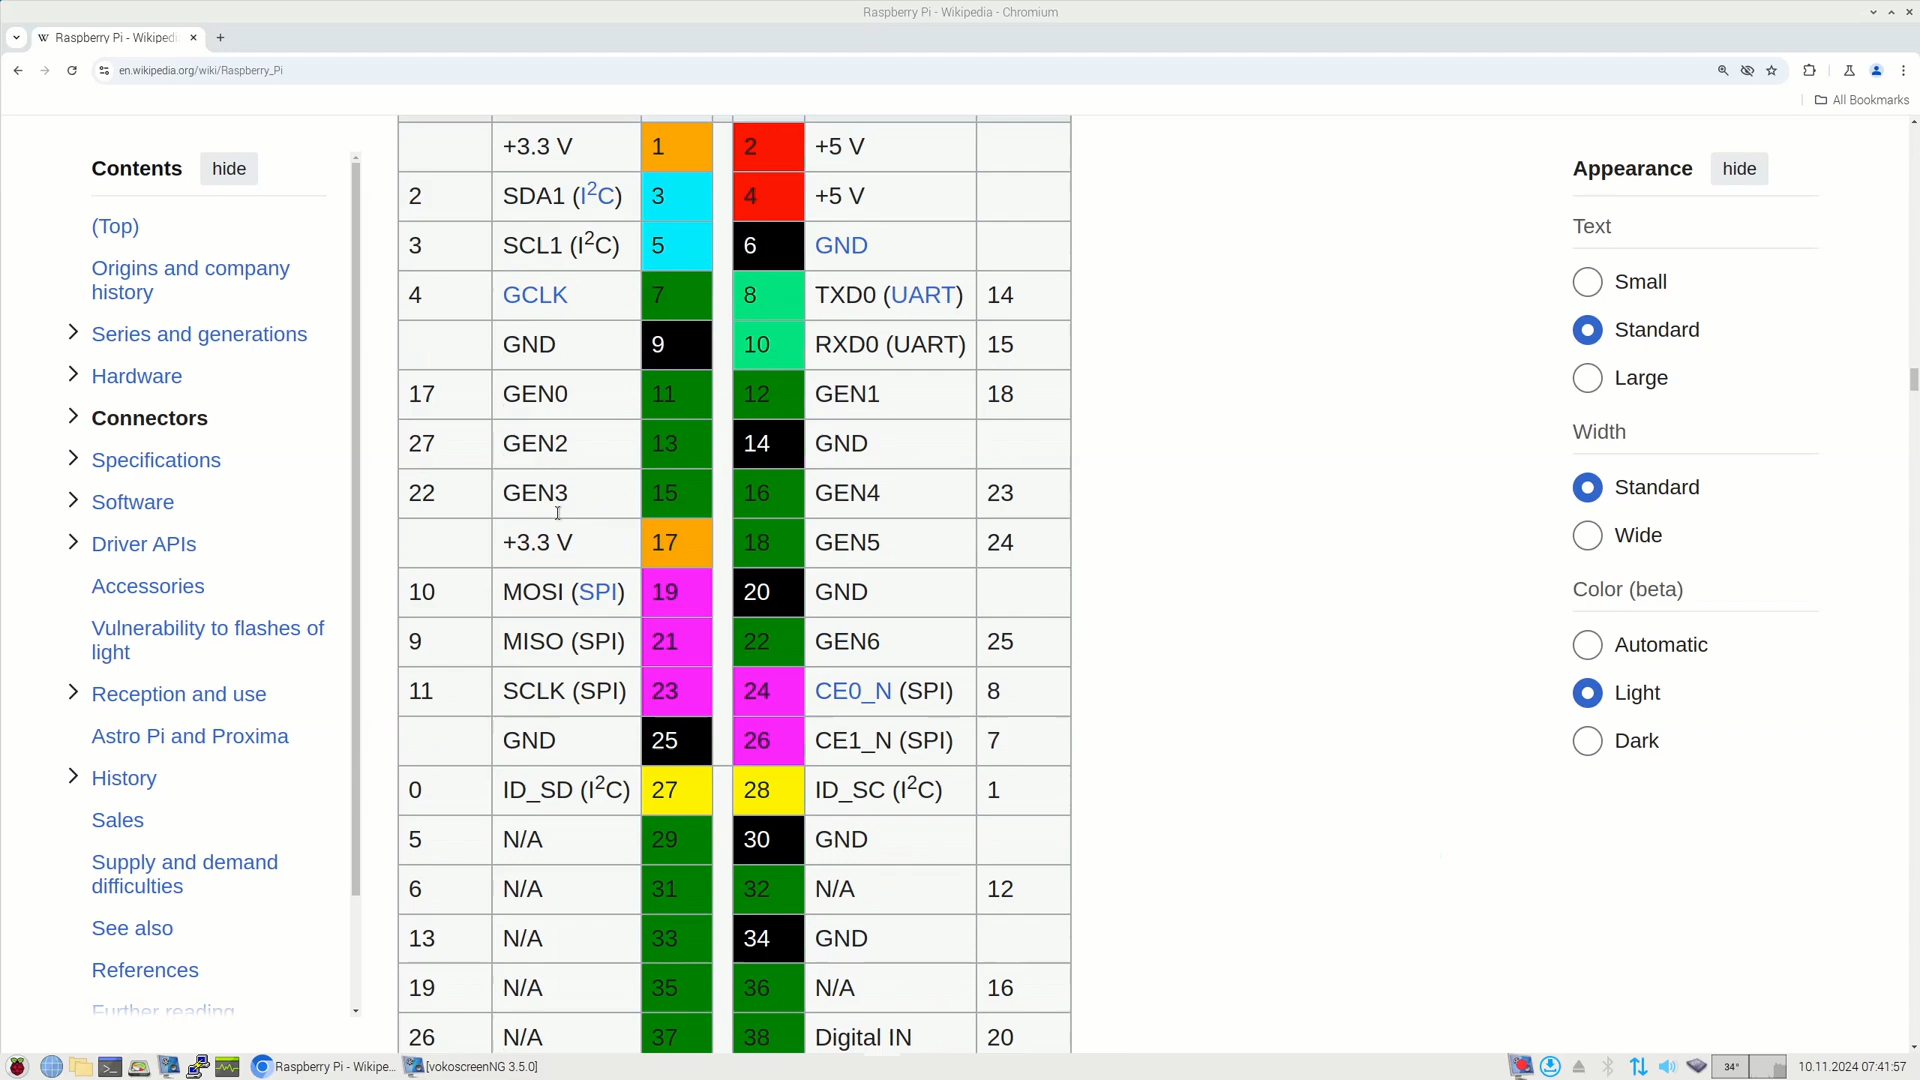 Raspberry Pi - Wikipedia - Chromium
Raspberry Pi - Wikipedi
en.wikipedia.org/wiki/Raspberry_Pi
All Bookmarks
Contents hide
(Top)
Origins and company
history
Series and generations
Hardware
Connectors
Specifications
Software
Driver APIs
Accessories
Vulnerability to flashes of
light
Reception and use
Astro Pi and Proxima
History
Sales
Supply and demand
difficulties
See also
References
Further reading
+3.3 V 1 2 +5 V
2 SDA1 (I²C) 3 4 +5 V
3 SCL1 (I²C) 5 6 GND
4 GCLK 7 8 TXD0 (UART) 14
GND 9 10 RXD0 (UART) 15
17 GEN0 11 12 GEN1 18
27 GEN2 13 14 GND
22 GEN3 15 16 GEN4 23
+3.3 V 17 18 GEN5 24
10 MOSI (SPI) 19 20 GND
9 MISO (SPI) 21 22 GEN6 25
11 SCLK (SPI) 23 24 CE0_N (SPI) 8
GND 25 26 CE1_N (SPI) 7
0 ID_SD (I²C) 27 28 ID_SC (I²C) 1
5 N/A 29 30 GND
6 N/A 31 32 N/A 12
13 N/A 33 34 GND
19 N/A 35 36 N/A 16
26 N/A 37 38 Digital IN 20
Appearance hide
Text
Small
Standard
Large
Width
Standard
Wide
Color (beta)
Automatic
Light
Dark
Raspberry Pi - Wikipe... [vokoscreenNG 3.5.0] 34° 10.11.2024 07:41:57